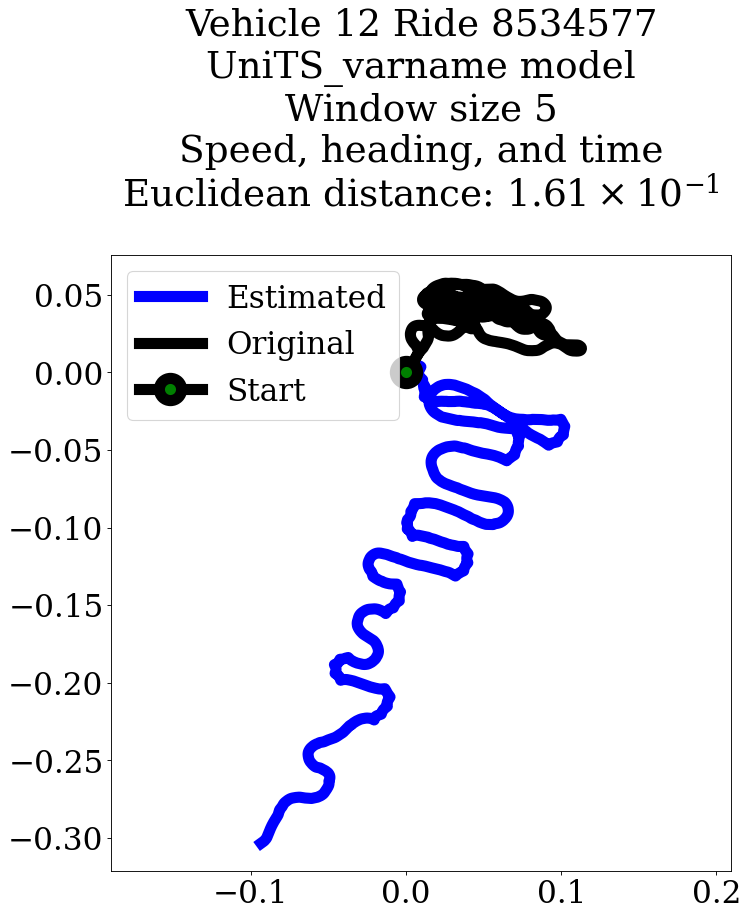 Vehicle 12 Ride 8534577
UniTS_varname model
Window size 5
Speed, heading, and time
Euclidean distance: 1.61 × 10⁻¹
Estimated
Original
Start
0.05
0.00
−0.05
−0.10
−0.15
−0.20
−0.25
−0.30
−0.1 0.0 0.1 0.2